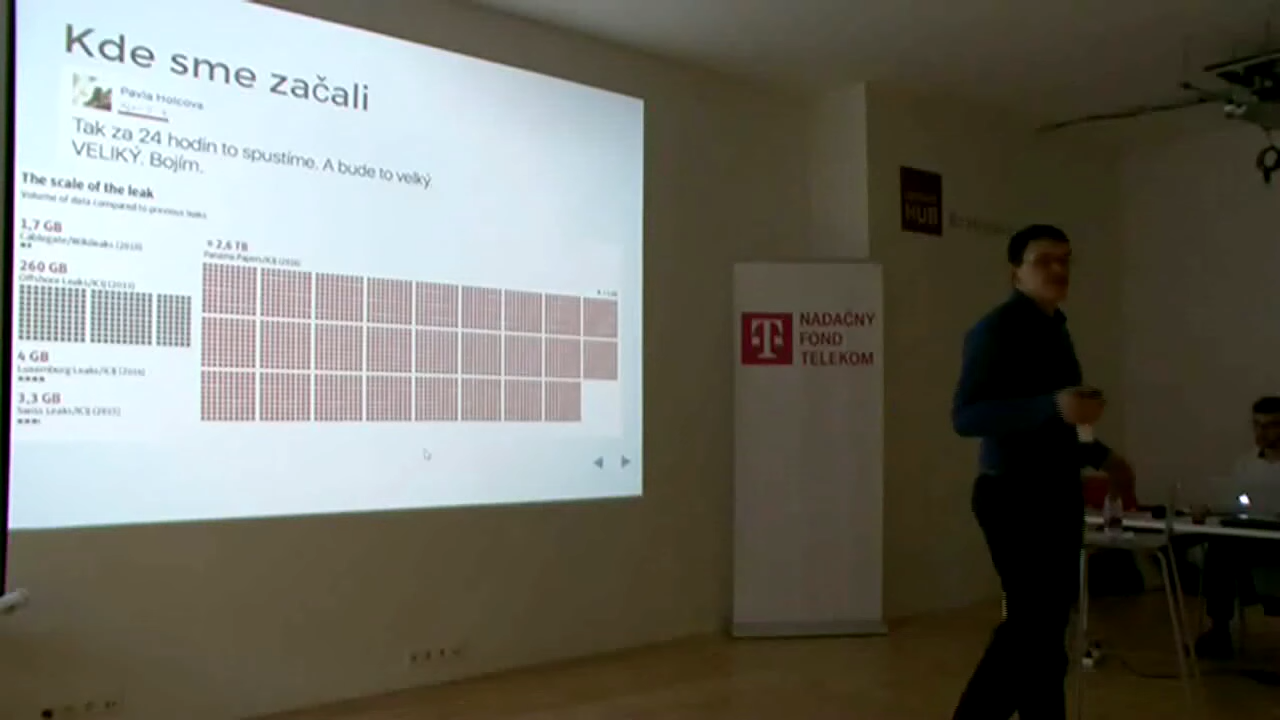 Kde sme začali
Pavla Holcova
Tak za 24 hodin to spustíme. A bude to velký.
VELIKÝ. Bojím.
The scale of the leak
Volume of data compared to previous leaks
1,7 GB
Cablegate/Wikileaks (2010)
260 GB
Offshore Leaks/ICIJ (2013)
4 GB
Luxemburg Leaks/ICIJ (2014)
3,3 GB
Swiss Leaks/ICIJ (2015)
2,6 TB
Panama Papers/ICIJ (2016)
NADAČNÝ
FOND
TELEKOM
HUB